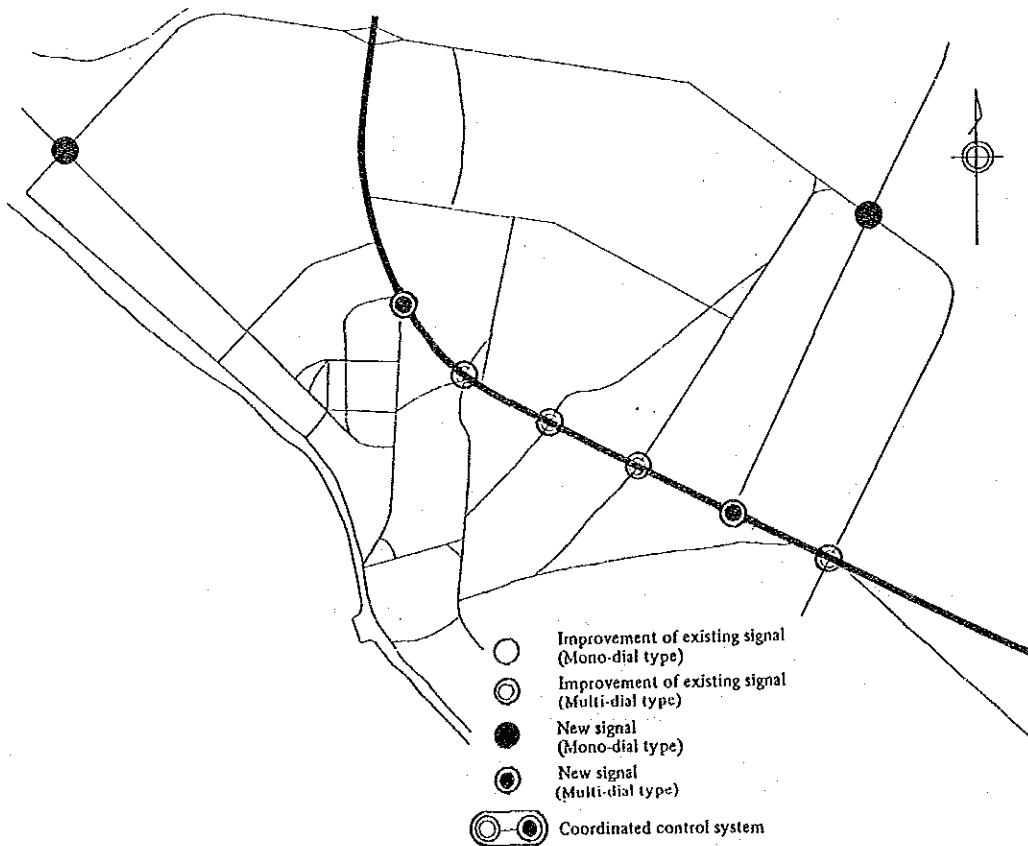 Improvement of existing signal
(Mono-dial type)
Improvement of existing signal
(Multi-dial type)
New signal
(Mono-dial type)
New signal
(Multi-dial type)
Coordinated control system